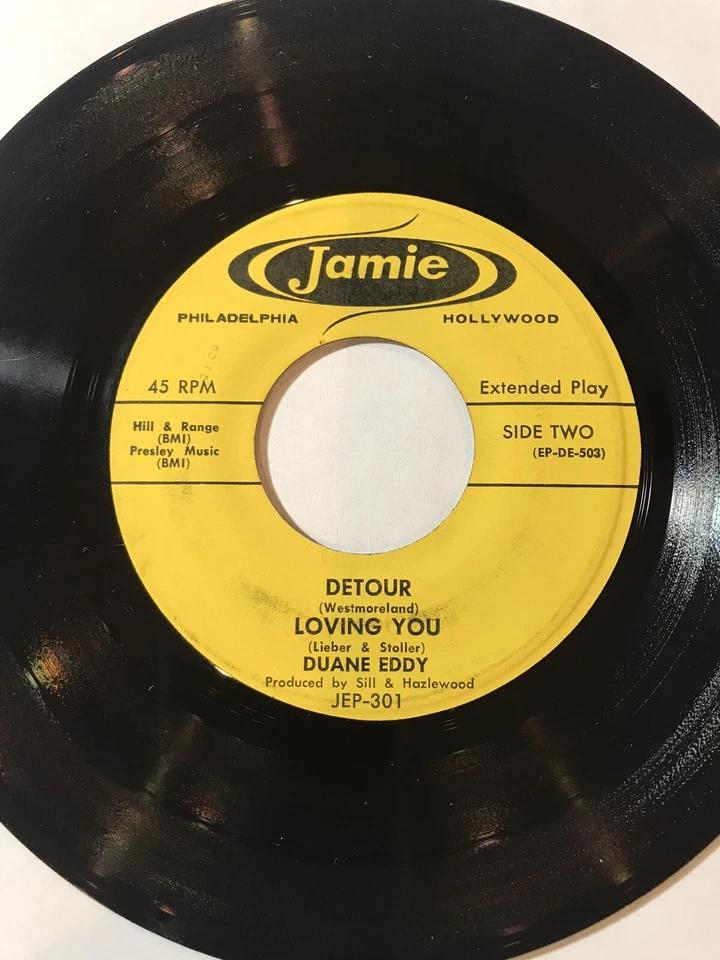 Jamie
PHILADELPHIA HOLLYWOOD
45 RPM Extended Play
Hill & Range
(BMI)
Presley Music
(BMI)
SIDE TWO
(EP-DE-503)
DETOUR
(Westmoreland)
LOVING YOU
(Lieber & Stoller)
DUANE EDDY
Produced by Sill & Hazlewood
JEP-301